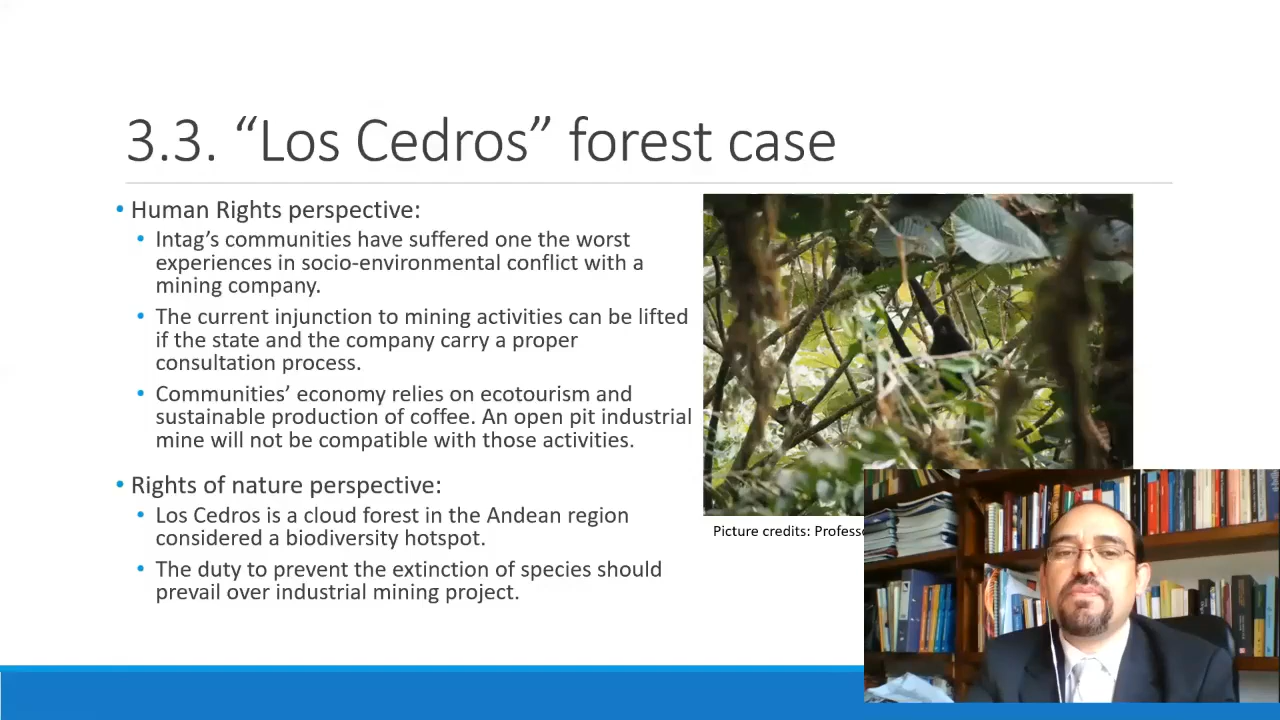 3.3. “Los Cedros” forest case
• Human Rights perspective:
• Intag’s communities have suffered one the worst
experiences in socio-environmental conflict with a
mining company.
• The current injunction to mining activities can be lifted
if the state and the company carry a proper
consultation process.
• Communities’ economy relies on ecotourism and
sustainable production of coffee. An open pit industrial
mine will not be compatible with those activities.
• Rights of nature perspective:
• Los Cedros is a cloud forest in the Andean region
considered a biodiversity hotspot.
• The duty to prevent the extinction of species should
prevail over industrial mining project.
Picture credits: